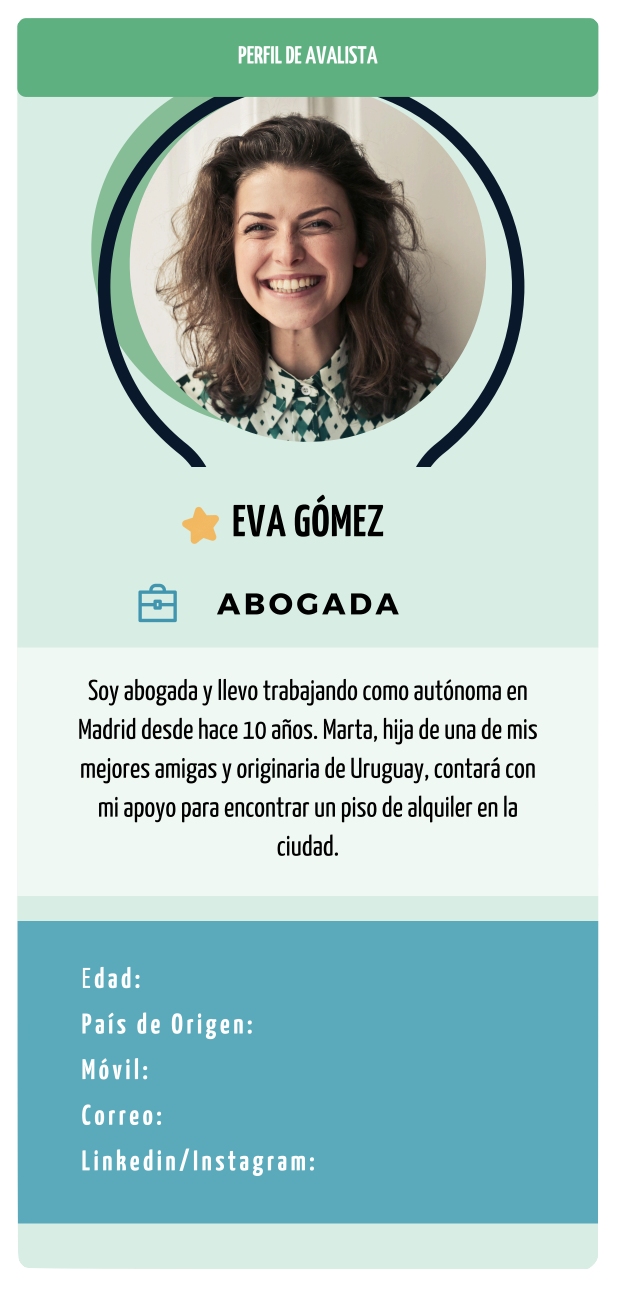 PERFIL DE AVALISTA
EVA GÓMEZ
ABOGADA
Soy abogada y llevo trabajando como autónoma en
Madrid desde hace 10 años. Marta, hija de una de mis
mejores amigas y originaria de Uruguay, contará con
mi apoyo para encontrar un piso de alquiler en la
ciudad.
Edad:
País de Origen:
Móvil:
Correo:
Linkedin/Instagram: